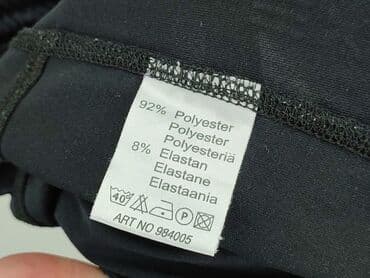 92% Polyester
Polyester
Polyesteriä
8% Elastan
Elastane
Elastaania
40° P
ART NO 984005